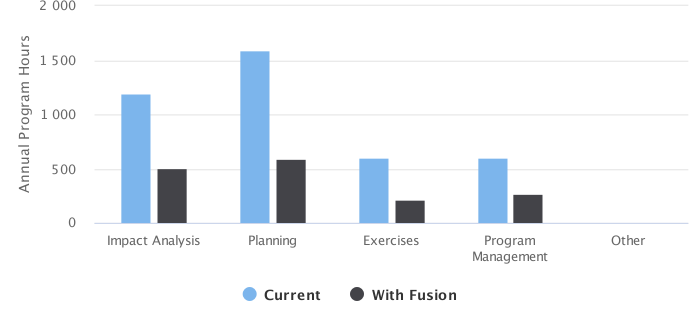 2 000
1 500
1 000
500
0
Annual Program Hours
Impact Analysis
Planning
Exercises
Program
Management
Other
Current
With Fusion